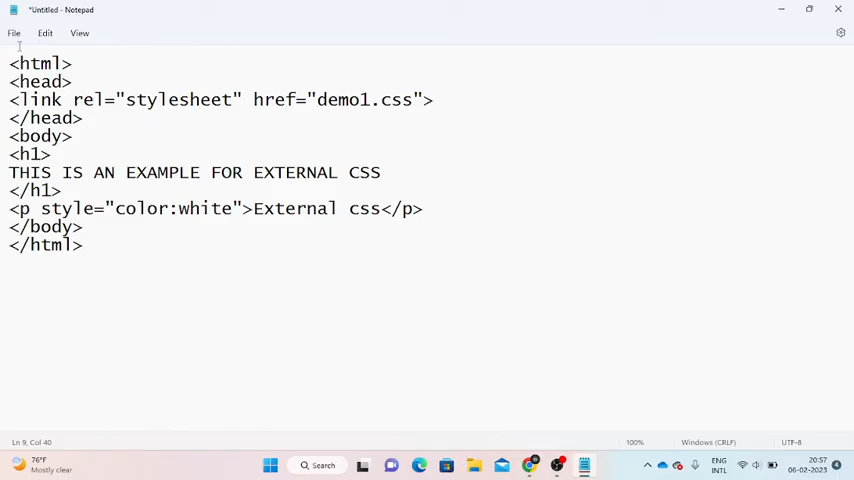 *Untitled - Notepad
File Edit View
<html>
<head>
<link rel="stylesheet" href="demo1.css">
</head>
<body>
<h1>
THIS IS AN EXAMPLE FOR EXTERNAL CSS
</h1>
<p style="color:white">External css</p>
</body>
</html>
Ln 9, Col 40 100% Windows (CRLF) UTF-8
76°F
Mostly clear
Search
ENG
INTL
20:57
06-02-2023
4